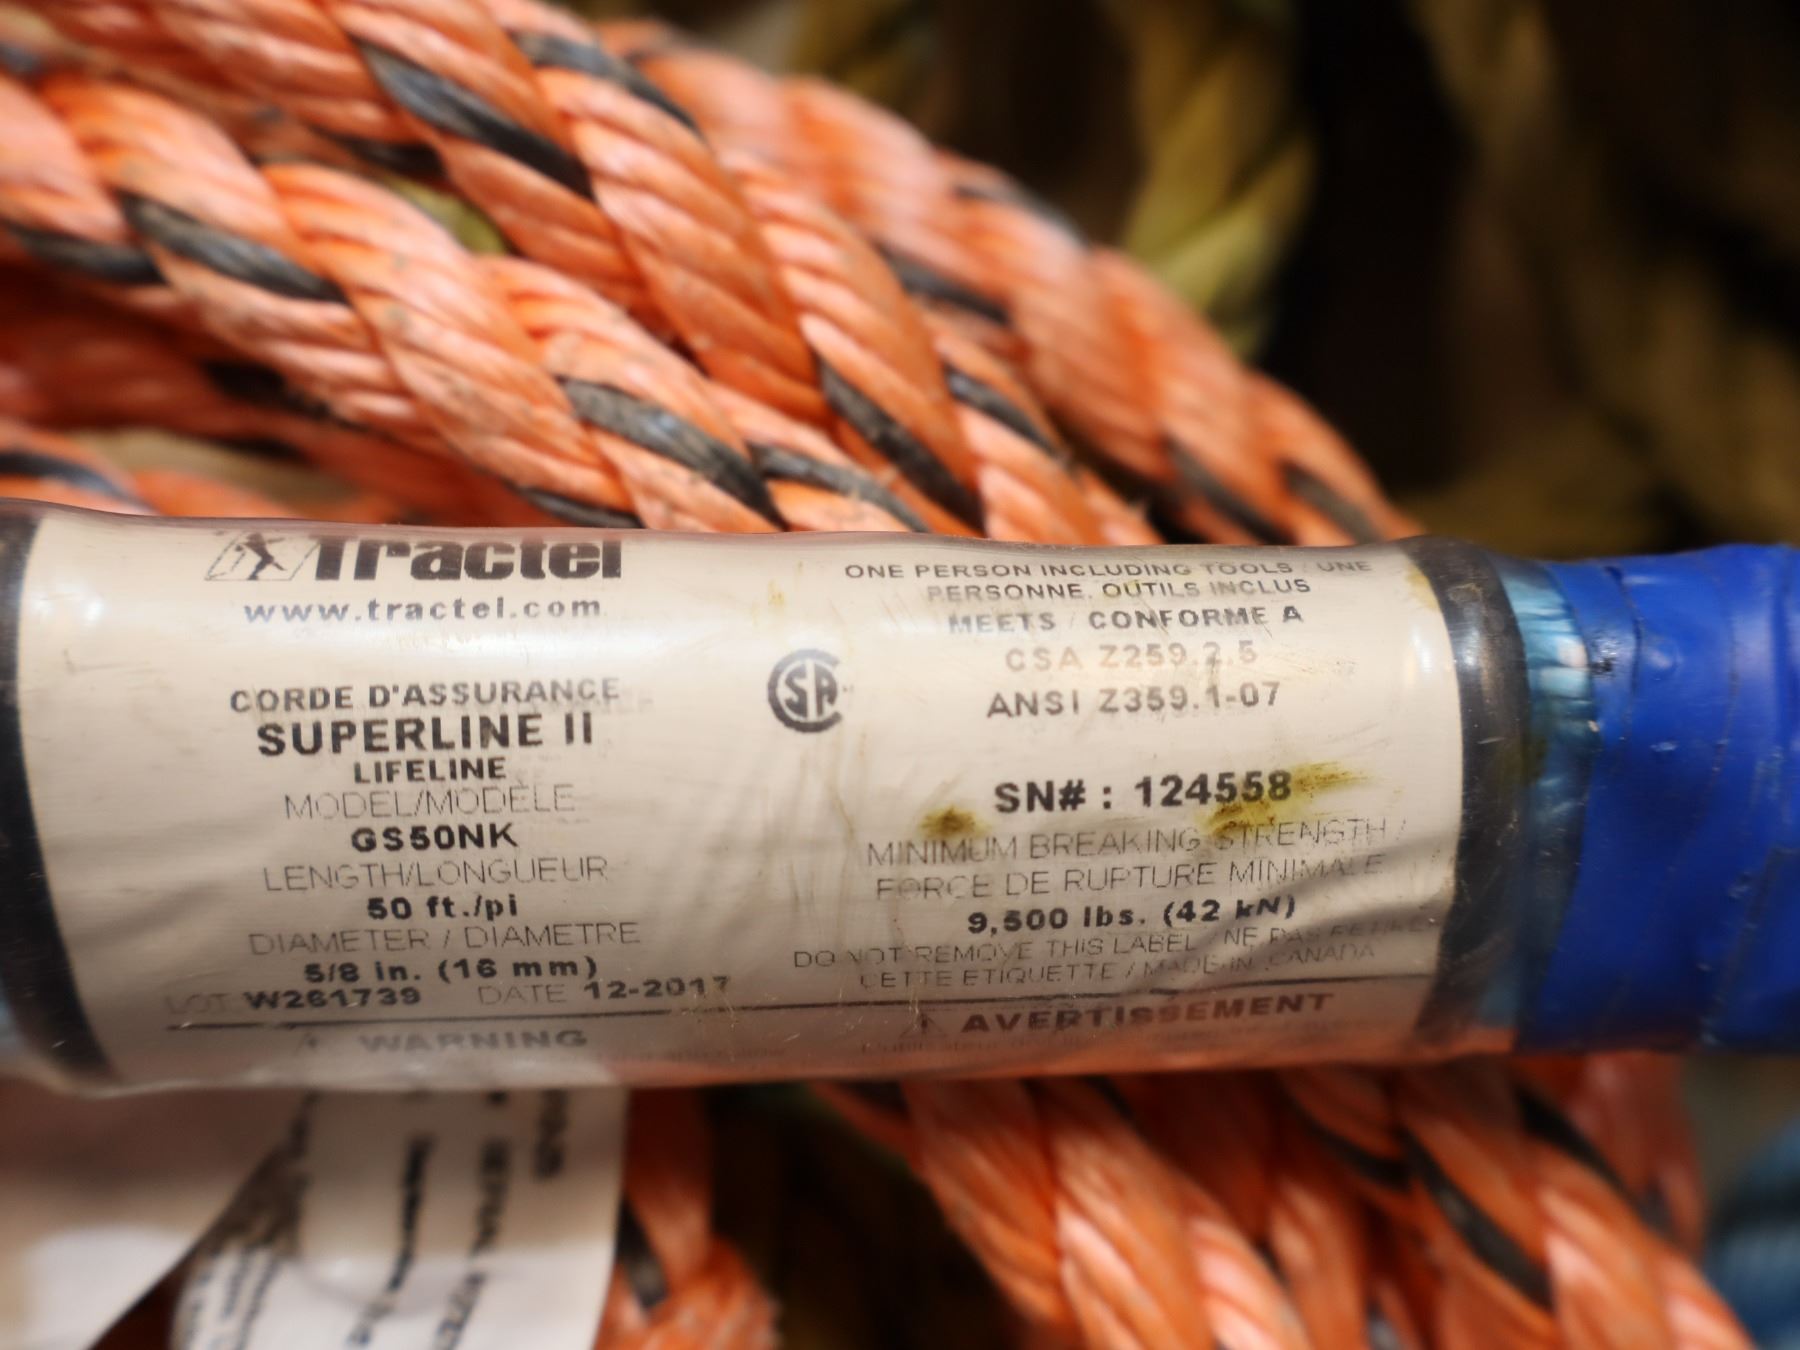 Tractel
www.tractel.com
CORDE D'ASSURANCE
SUPERLINE II
LIFELINE
MODEL/MODÈLE
GS50NK
LENGTH/LONGUEUR
50 ft./pi
DIAMETER / DIAMETRE
5/8 in. (16 mm)
LOT W261739 DATE 12-2017
WARNING
CSA
ONE PERSON INCLUDING TOOLS / UNE
PERSONNE, OUTILS INCLUS
MEETS / CONFORME A
CSA Z259.2.5
ANSI Z359.1-07
SN# : 124558
MINIMUM BREAKING STRENGTH /
FORCE DE RUPTURE MINIMALE
9,500 lbs. (42 kN)
DO NOT REMOVE THIS LABEL / NE PAS RETIRER
CETTE ETIQUETTE / MADE IN CANADA
AVERTISSEMENT